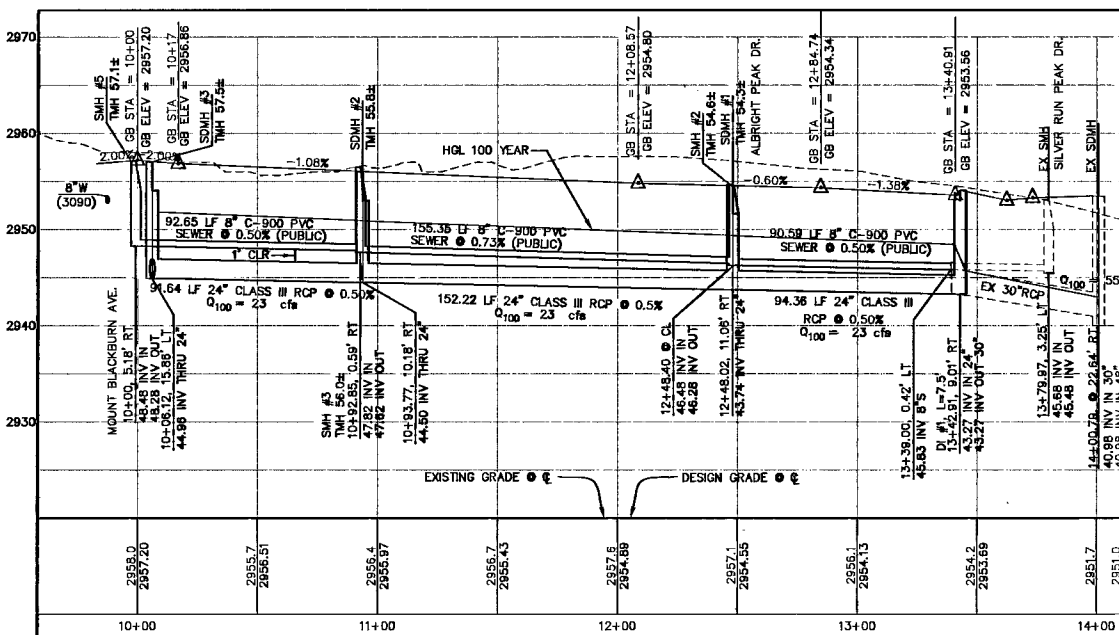 2970
2960
2950
2940
2930
SMH #5
TMH 57.1±
GB STA = 10+00
GB ELEV = 2957.20
GB STA = 10+17
GB ELEV = 2956.86
SDMH #3
TMH 57.5±
SDMH #2
TMH 55.8±
GB STA = 12+08.57
GB ELEV = 2954.80
SMH #2
TMH 54.6±
SDMH #1
TMH 54.3±
ALBRIGHT PEAK DR.
GB STA = 12+84.74
GB ELEV = 2954.34
GB STA = 13+40.91
GB ELEV = 2953.56
EX SMH
SILVER RUN PEAK DR.
EX SDMH
2.00%
-2.00%
-1.08%
HGL 100 YEAR
-0.60%
-1.38%
8"W
(3090)
92.65 LF 8" C-900 PVC
SEWER @ 0.50% (PUBLIC)
155.35 LF 8" C-900 PVC
SEWER @ 0.73% (PUBLIC)
90.59 LF 8" C-900 PVC
SEWER @ 0.50% (PUBLIC)
1' CLR
91.64 LF 24" CLASS III RCP @ 0.50%
Q100 = 23 cfs
152.22 LF 24" CLASS III RCP @ 0.5%
Q100 = 23 cfs
94.36 LF 24" CLASS III
RCP @ 0.50%
Q100 = 23 cfs
EX 30"RCP
Q100 = 55
MOUNT BLACKBURN AVE.
10+00, 5.18' RT
48.48 INV IN
48.28 INV OUT
10+06.12, 15.86' LT
44.96 INV THRU 24"
SMH #3
TMH 56.0±
10+92.85, 0.59' RT
47.82 INV IN
47.62 INV OUT
10+93.77, 10.18' RT
44.50 INV THRU 24"
12+48.40 @ CL
46.48 INV IN
46.28 INV OUT
12+48.02, 11.06' RT
43.74 INV THRU 24"
13+39.00, 0.42' LT
45.83 INV 8"S
DI #1 L=7.5'
13+42.91, 9.01' RT
43.27 INV IN 24"
43.27 INV OUT 30"
13+79.97, 3.25' LT
45.68 INV IN
45.48 INV OUT
14+00.79 @ 22.64' RT
40.98 INV IN 30"
EXISTING GRADE @ ℄
DESIGN GRADE @ ℄
2958.0
2957.20
2955.7
2956.51
2956.4
2955.97
2956.7
2955.43
2957.6
2954.89
2957.1
2954.55
2956.1
2954.13
2954.2
2953.69
2951.7
2951.0
10+00
11+00
12+00
13+00
14+00